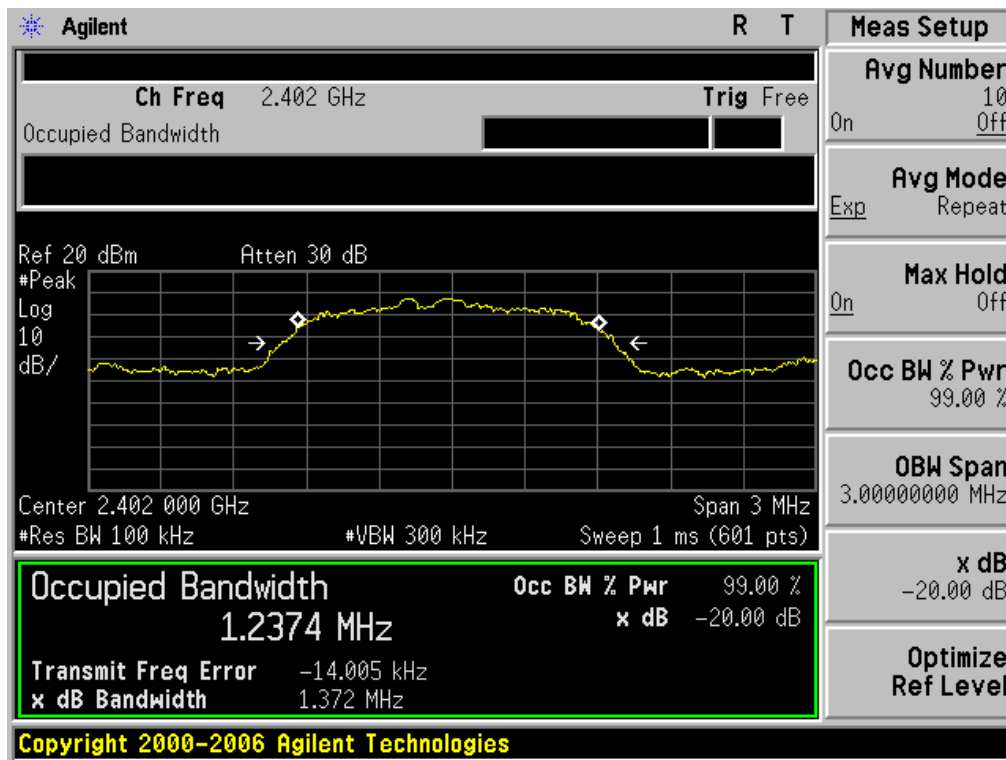 Agilent R T
Ch Freq 2.402 GHz Trig Free
Occupied Bandwidth
Ref 20 dBm Atten 30 dB
#Peak
Log
10
dB/
Center 2.402 000 GHz Span 3 MHz
#Res BW 100 kHz #VBW 300 kHz Sweep 1 ms (601 pts)
Occupied Bandwidth Occ BW % Pwr 99.00 %
1.2374 MHz x dB -20.00 dB
Transmit Freq Error -14.005 kHz
x dB Bandwidth 1.372 MHz
Copyright 2000-2006 Agilent Technologies
Meas Setup
Avg Number
10
On Off
Avg Mode
Exp Repeat
Max Hold
On Off
Occ BW % Pwr
99.00 %
OBW Span
3.00000000 MHz
x dB
-20.00 dB
Optimize
Ref Level